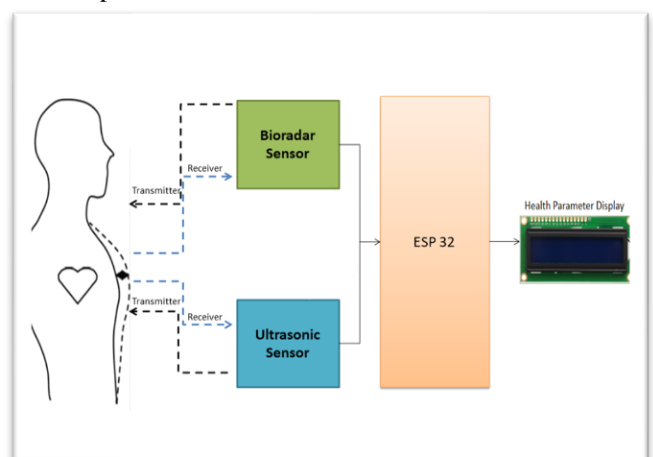 Bioradar
Sensor
Receiver
Transmitter
Health Parameter Display
ESP 32
Transmitter
Receiver
Ultrasonic
Sensor